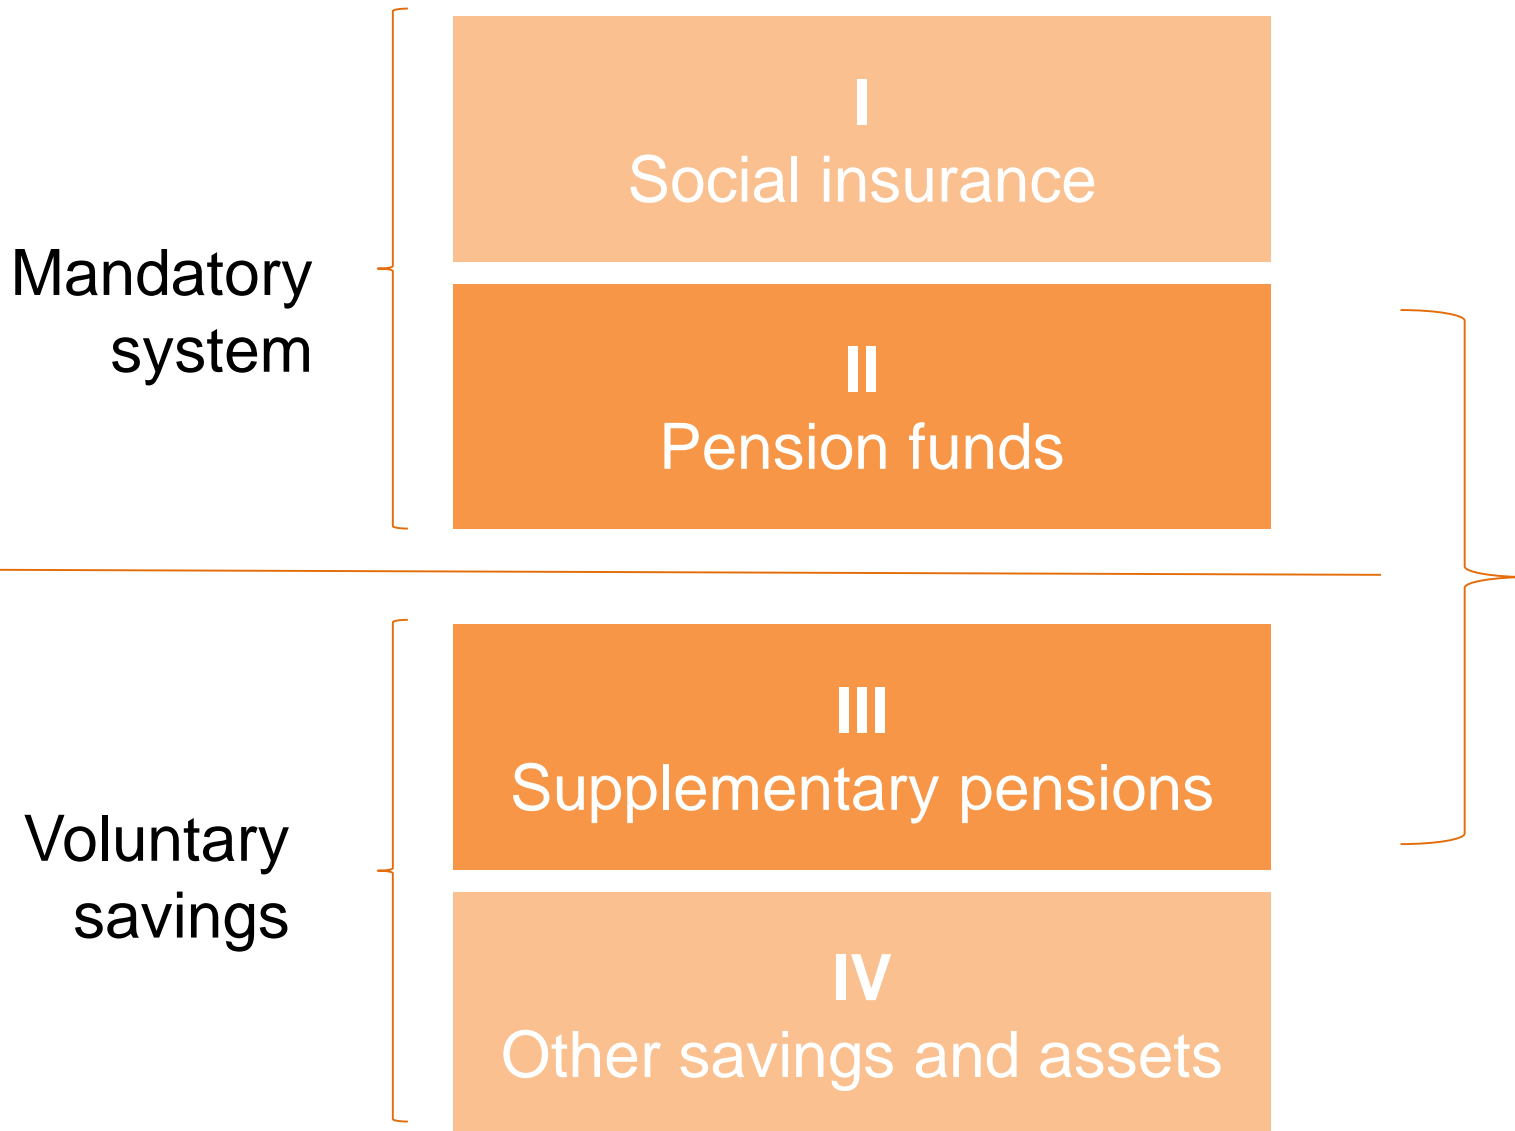 Mandatory
system
I
Social insurance
II
Pension funds
Voluntary
savings
III
Supplementary pensions
IV
Other savings and assets